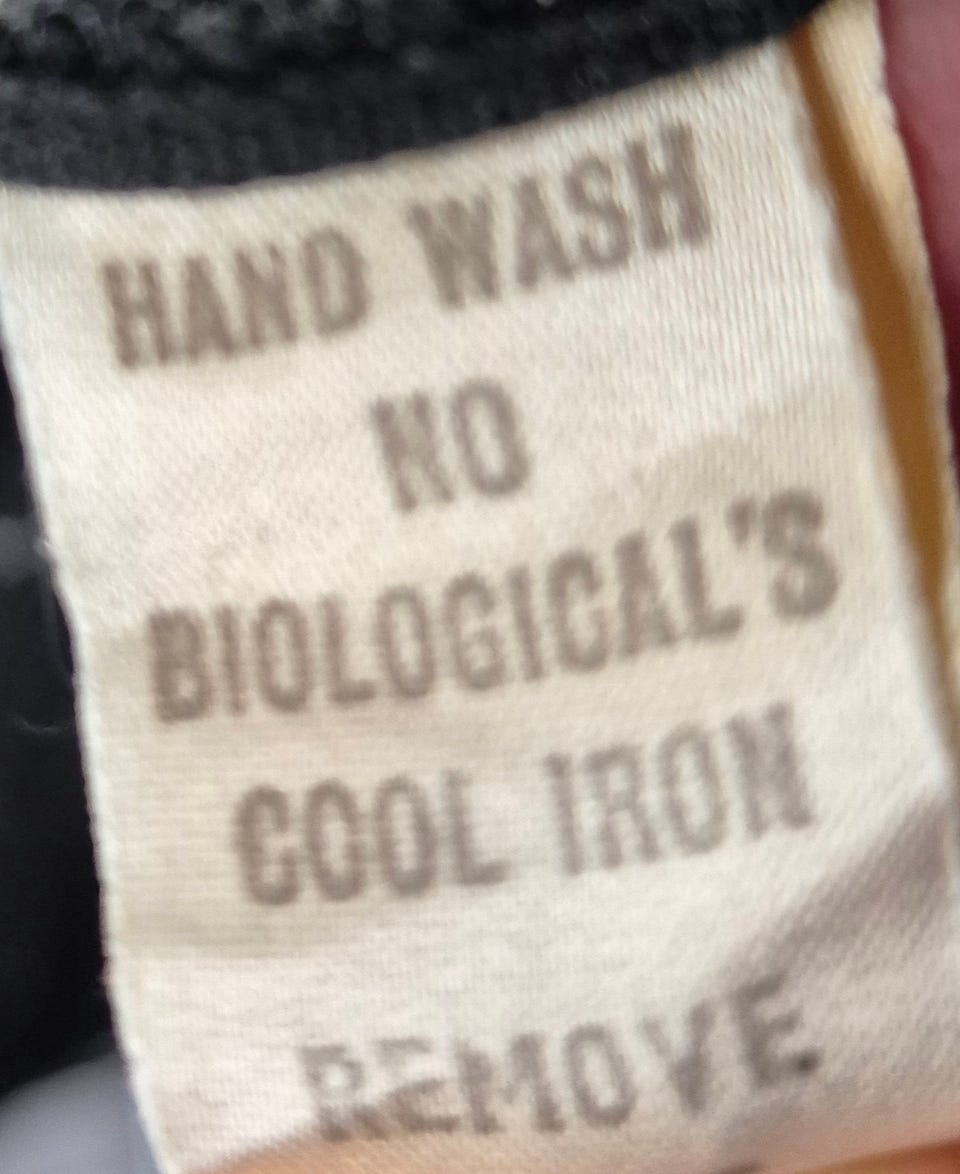 HAND WASH
NO
BIOLOGICAL'S
COOL IRON
REMOVE